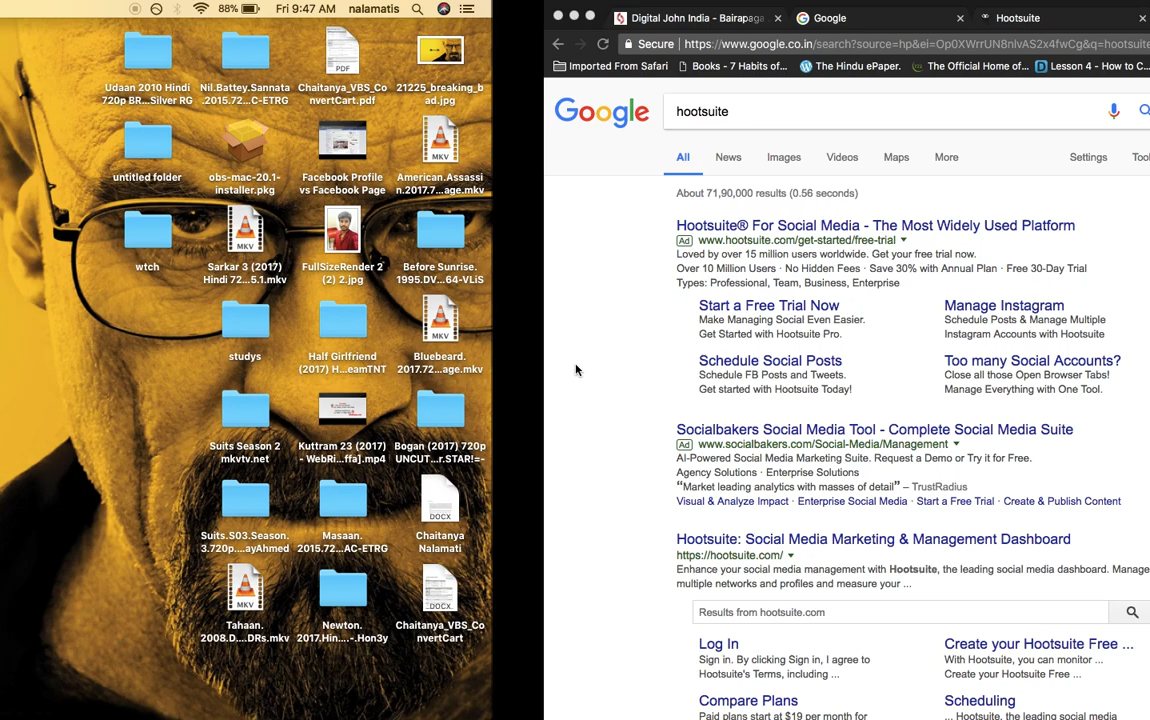 88%
Fri 9:47 AM
nalamatis
Udaan 2010 Hindi
720p BR...Silver RG
Nil.Battey.Sannata
.2015.72...C-ETRG
PDF
Chaitanya_VBS_Co
nvertCart.pdf
21225_breaking_b
ad.jpg
untitled folder
obs-mac-20.1-
installer.pkg
Facebook Profile
vs Facebook Page
MKV
American.Assassi
n.2017.7...age.mkv
wtch
MKV
Sarkar 3 (2017)
Hindi 72...5.1.mkv
FullSizeRender 2
(2) 2.jpg
Before Sunrise.
1995.DV...64-VLiS
studys
Half Girlfriend
(2017) H...eamTNT
MKV
Bluebeard.
2017.72...age.mkv
Suits Season 2
mkvtv.net
Kuttram 23 (2017)
- WebRi...ffa].mp4
Bogan (2017) 720p
UNCUT...r.STAR!=-
Suits.S03.Season.
3.720p....ayAhmed
Masaan.
2015.72...AC-ETRG
DOCX
Chaitanya
Nalamati
MKV
Tahaan.
2008.D....DRs.mkv
Newton.
2017.Hin....-.Hon3y
DOCX
Chaitanya_VBS_Co
nvertCart
Digital John India - Bairapaga
Google
Hootsuite
Secure
https://www.google.co.in/search?source=hp&ei=Op0XWrrUN8nIvAS2x4fwCg&q=hootsuite
Imported From Safari
Books - 7 Habits of...
The Hindu ePaper.
The Official Home of...
Lesson 4 - How to C...
Google
hootsuite
All
News
Images
Videos
Maps
More
Settings
Tool
About 71,90,000 results (0.56 seconds)
Hootsuite® For Social Media - The Most Widely Used Platform
Ad www.hootsuite.com/get-started/free-trial
Loved by over 15 million users worldwide. Get your free trial now.
Over 10 Million Users · No Hidden Fees · Save 30% with Annual Plan · Free 30-Day Trial
Types: Professional, Team, Business, Enterprise
Start a Free Trial Now
Make Managing Social Even Easier.
Get Started with Hootsuite Pro.
Manage Instagram
Schedule Posts & Manage Multiple
Instagram Accounts with Hootsuite
Schedule Social Posts
Schedule FB Posts and Tweets.
Get started with Hootsuite Today!
Too many Social Accounts?
Close all those Open Browser Tabs!
Manage Everything with One Tool.
Socialbakers Social Media Tool - Complete Social Media Suite
Ad www.socialbakers.com/Social-Media/Management
AI-Powered Social Media Marketing Suite. Request a Demo or Try it for Free.
Agency Solutions · Enterprise Solutions
“Market leading analytics with masses of detail” – TrustRadius
Visual & Analyze Impact · Enterprise Social Media · Start a Free Trial · Create & Publish Content
Hootsuite: Social Media Marketing & Management Dashboard
https://hootsuite.com/
Enhance your social media management with Hootsuite, the leading social media dashboard. Manage
multiple networks and profiles and measure your ...
Results from hootsuite.com
Log In
Sign in. By clicking Sign in, I agree to
Hootsuite's Terms, including ...
Create your Hootsuite Free ...
With Hootsuite, you can monitor ...
Create your Hootsuite Free ...
Compare Plans
Paid plans start at $19 per month for
Scheduling
... Hootsuite, the leading social media